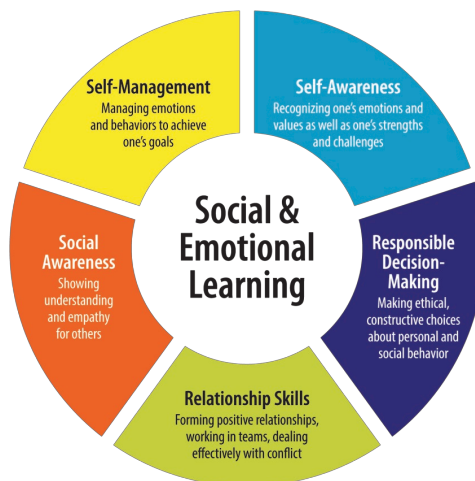 Self-Management
Managing emotions
and behaviors to achieve
one's goals
Self-Awareness
Recognizing one's emotions and
values as well as one's strengths
and challenges
Social
Awareness
Showing
understanding
and empathy
for others
Social &
Emotional
Learning
Responsible
Decision-
Making
Making ethical,
constructive choices
about personal and
social behavior
Relationship Skills
Forming positive relationships,
working in teams, dealing
effectively with conflict